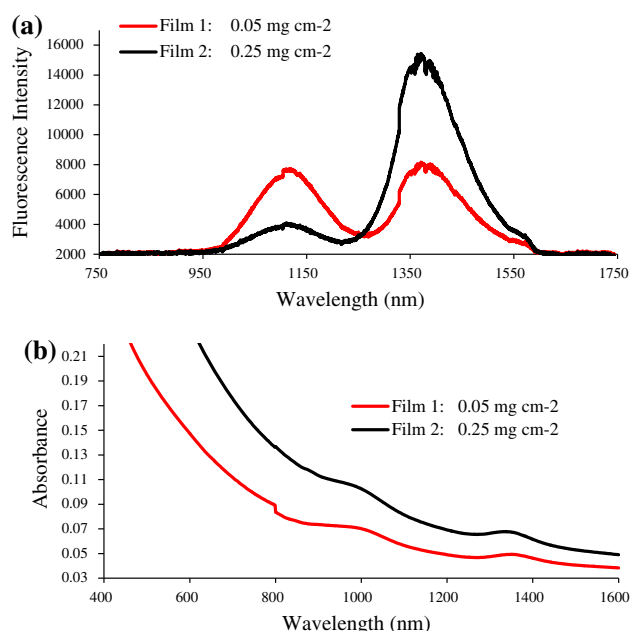 (a)
Film 1: 0.05 mg cm-2
Film 2: 0.25 mg cm-2
Fluorescence Intensity
16000
14000
12000
10000
8000
6000
4000
2000
750 950 1150 1350 1550 1750
Wavelength (nm)
(b)
Film 1: 0.05 mg cm-2
Film 2: 0.25 mg cm-2
Absorbance
0.21
0.19
0.17
0.15
0.13
0.11
0.09
0.07
0.05
0.03
400 600 800 1000 1200 1400 1600
Wavelength (nm)